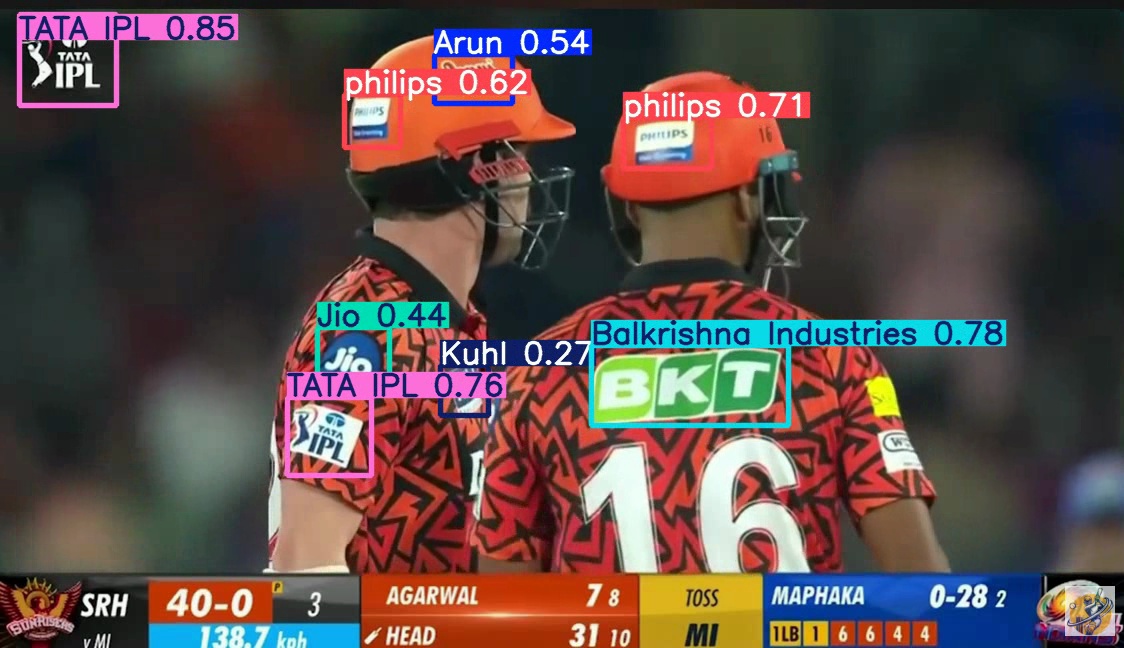 TATA IPL 0.85
TATA
IPL
Arun 0.54
philips 0.62
PHILIPS
philips 0.71
PHILIPS
16
Jio 0.44
Jio
Kuhl 0.27
Balkrishna Industries 0.78
BKT
TATA IPL 0.76
TATA
IPL
16
SUNRISERS
SRH 40-0 P 3 AGARWAL 7 8 TOSS MAPHAKA 0-28 2
v MI 138.7 kph HEAD 31 10 MI 1LB 1 6 6 4 4